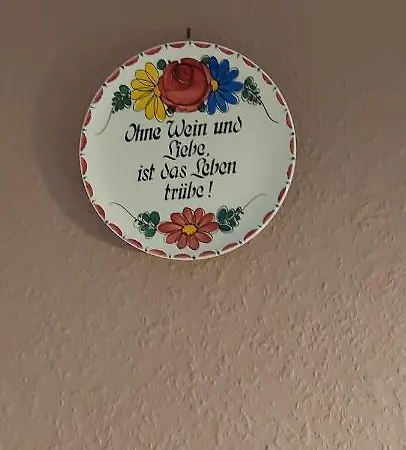 Ohne Wein und
Liebe,
ist das Leben
trübe!